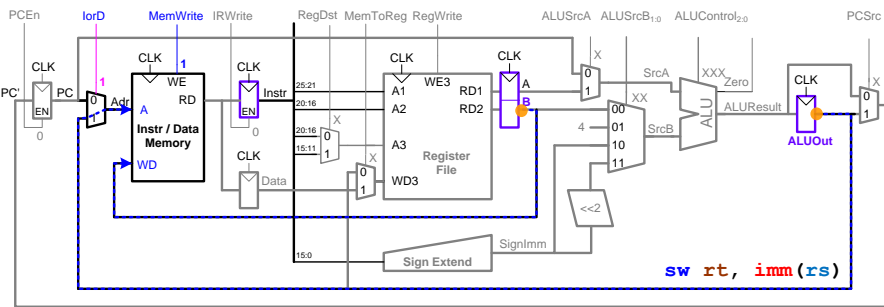 PCEn IorD MemWrite IRWrite RegDst MemToReg RegWrite ALUSrcA ALUSrcB1:0 ALUControl2:0 PCSrc
CLK CLK CLK CLK CLK CLK
PC' PC EN 0
1 0 1 Adr
1 WE RD A WD
Instr / Data
Memory
EN 0 Instr
CLK Data
25:21 A1
20:16 A2
20:16 0 X
15:11 1 A3
0 X
1 WD3
WE3 RD1 RD2
Register
File
A
B
X 0 1 SrcA
XX 00 SrcB
4 01
10
11
<<2
XXX ALU Zero
ALUResult
ALUOut
X 0 1
15:0 Sign Extend SignImm
sw rt, imm(rs)